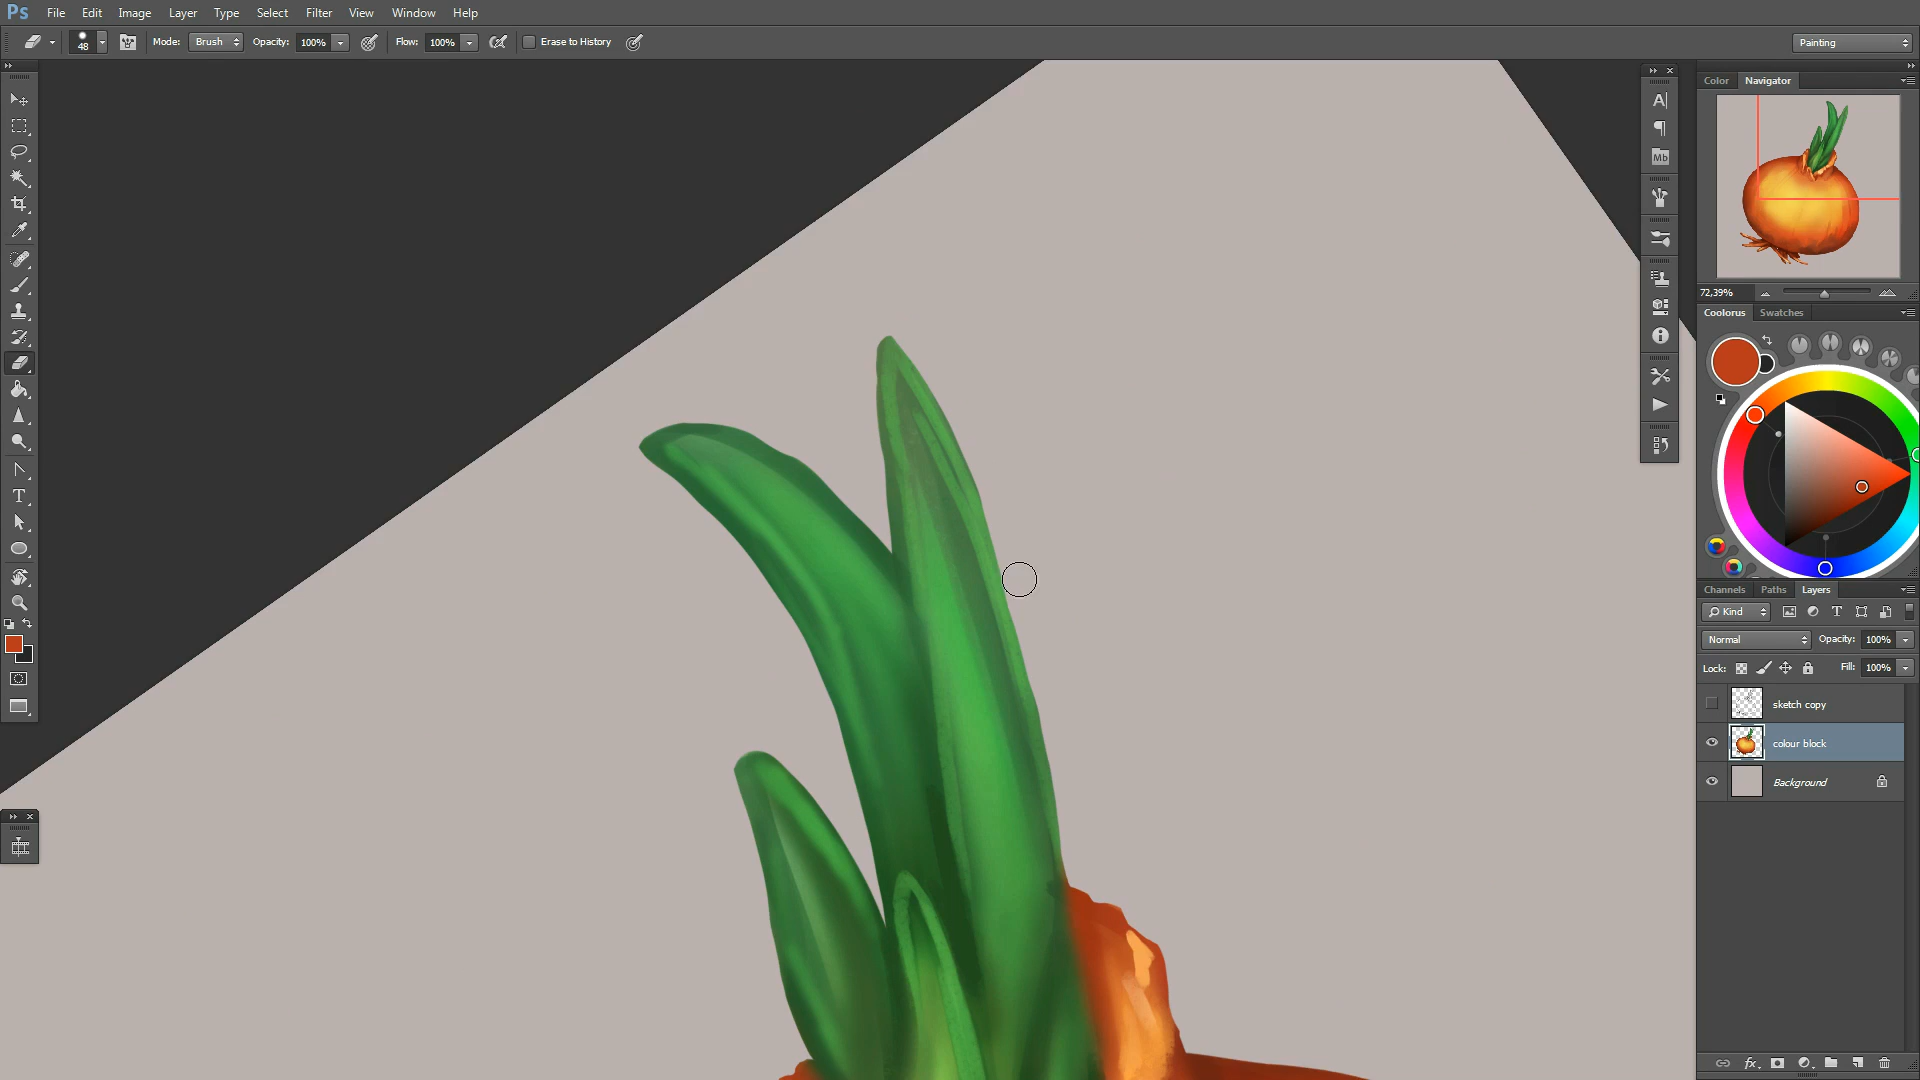 Ps File Edit Image Layer Type Select Filter View Window Help
48 Mode: Brush Opacity: 100% Flow: 100% Erase to History Painting
Color Navigator
A|
Mb
72,39%
Coolorus Swatches
T
Channels Paths Layers
Kind T
Normal Opacity: 100%
Lock: Fill: 100%
sketch copy
colour block
Background
fx